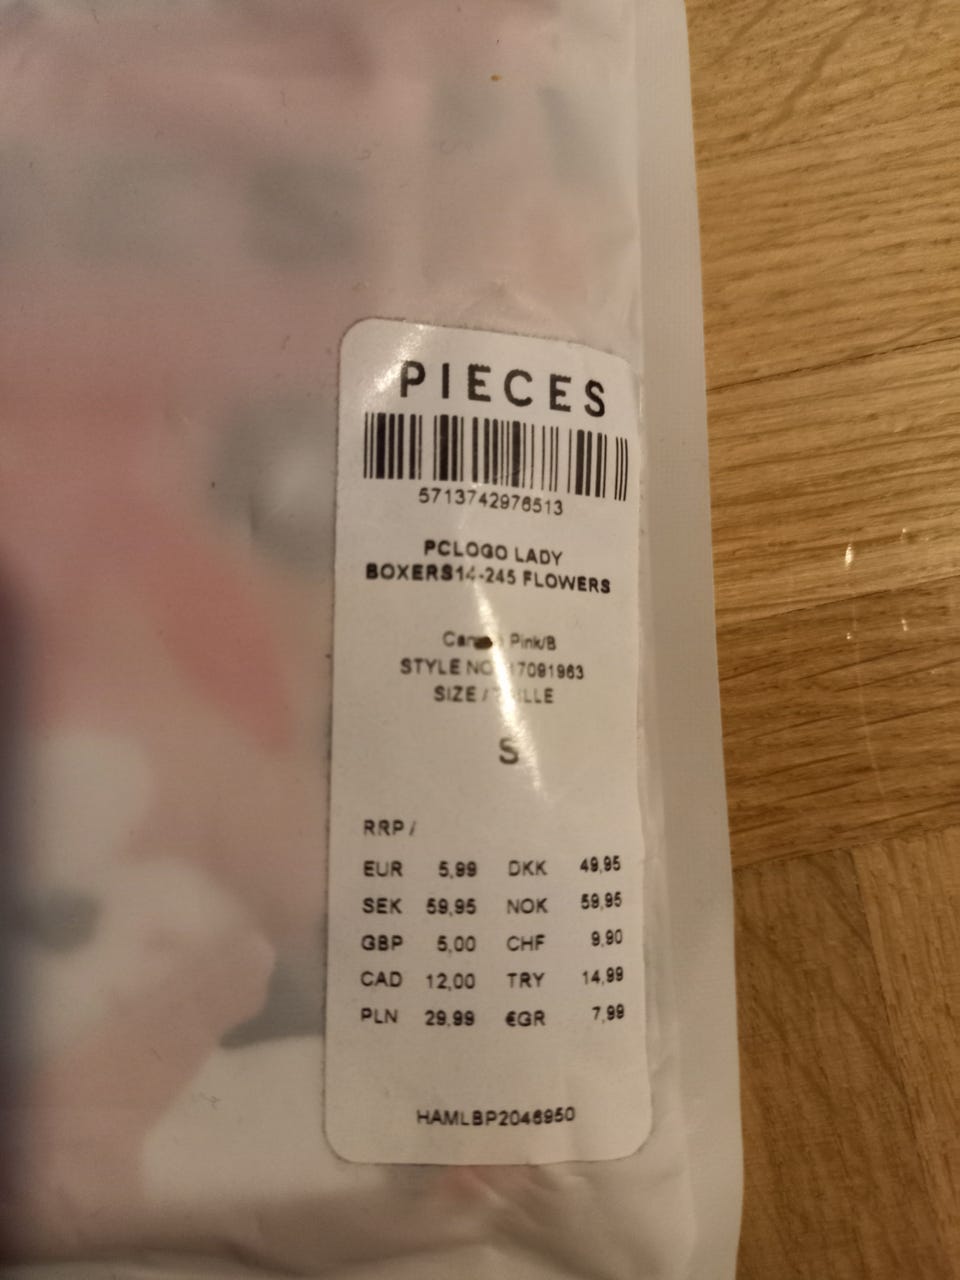 PIECES
5713742976513
PCLOGO LADY
BOXERS14-245 FLOWERS
Pink/B
STYLE NO 17091963
SIZE /
S
RRP /
EUR 5,99 DKK 49,95
SEK 59,95 NOK 59,95
GBP 5,00 CHF 9,90
CAD 12,00 TRY 14,99
PLN 29,99 €GR 7,99
HAMLBP2046950